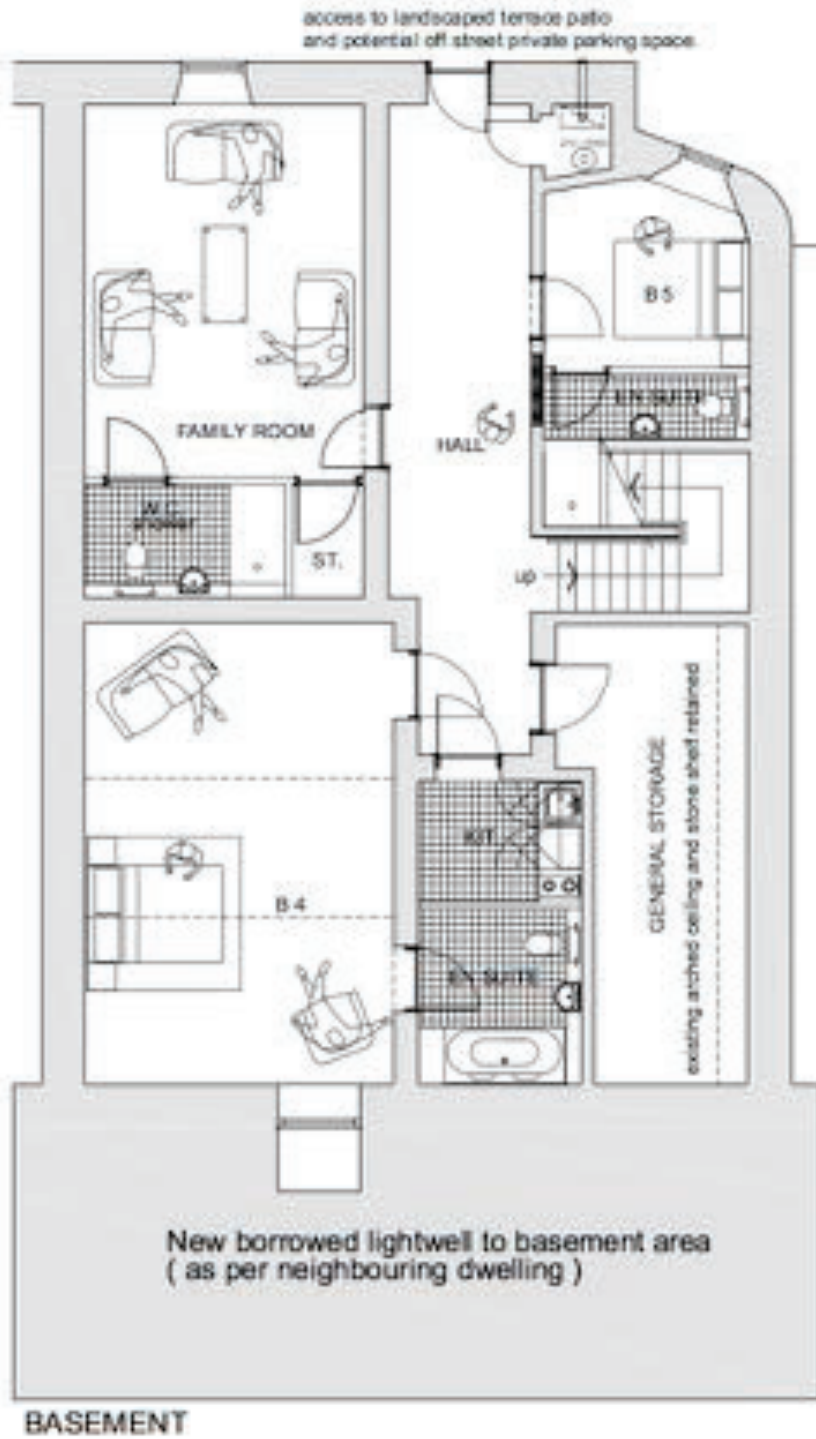 access to landscaped terrace patio
and potential off street private parking space
B 5
EN SUITE
FAMILY ROOM
HALL
W.C.
shower
ST.
up
GENERAL STORAGE
existing arched ceiling and stone shelf retained
KIT.
B 4
EN SUITE
New borrowed lightwell to basement area
( as per neighbouring dwelling )
BASEMENT